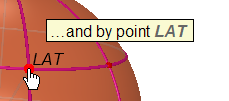 ...and by point LAT
LAT